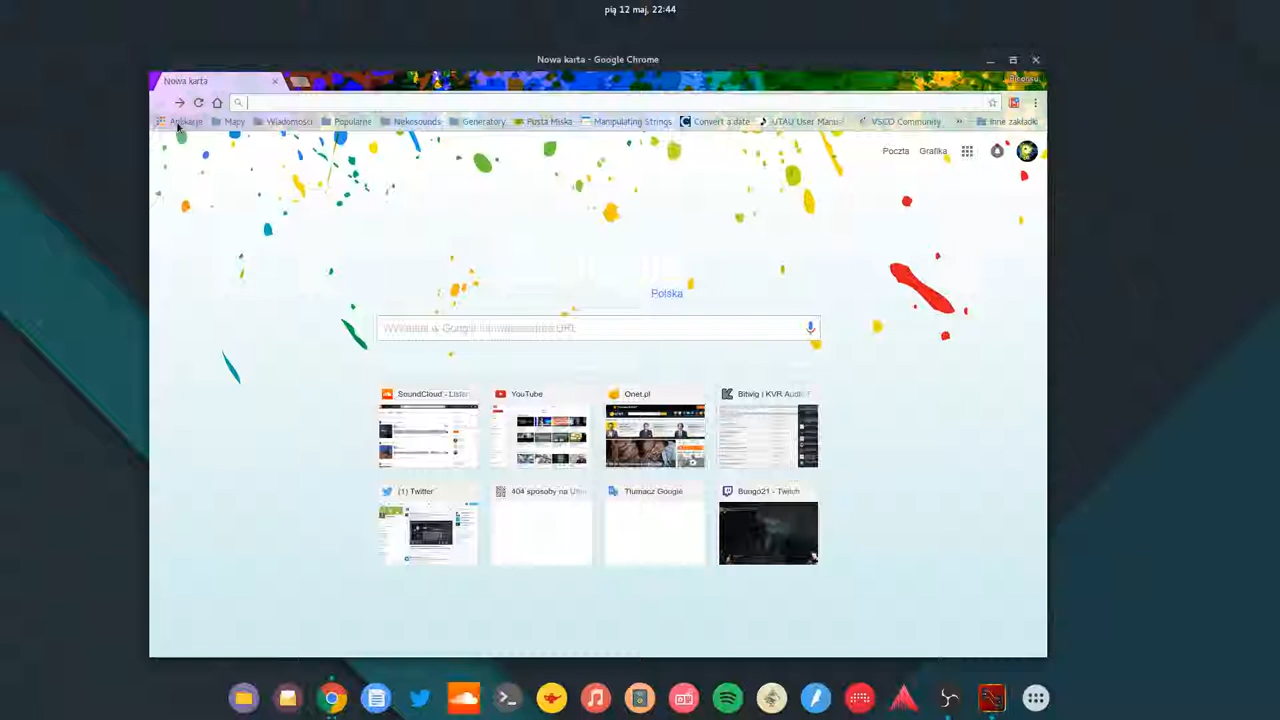 pią 12 maj, 22:44
Nowa karta - Google Chrome
Nowa karta
Aplikacje Mapy Wiadomości Popularne Nekosounds Generatory Pusta Miska Manipulating Strings Convert a date UTAU User Manu VSCO Community » Inne zakładki
Poczta Grafika
Polska
SoundCloud - Listen YouTube Onet.pl Bitwig | KVR Audio F
(1) Twitter 404 sposoby na Tłumacz Google Bungo21 - Twitch